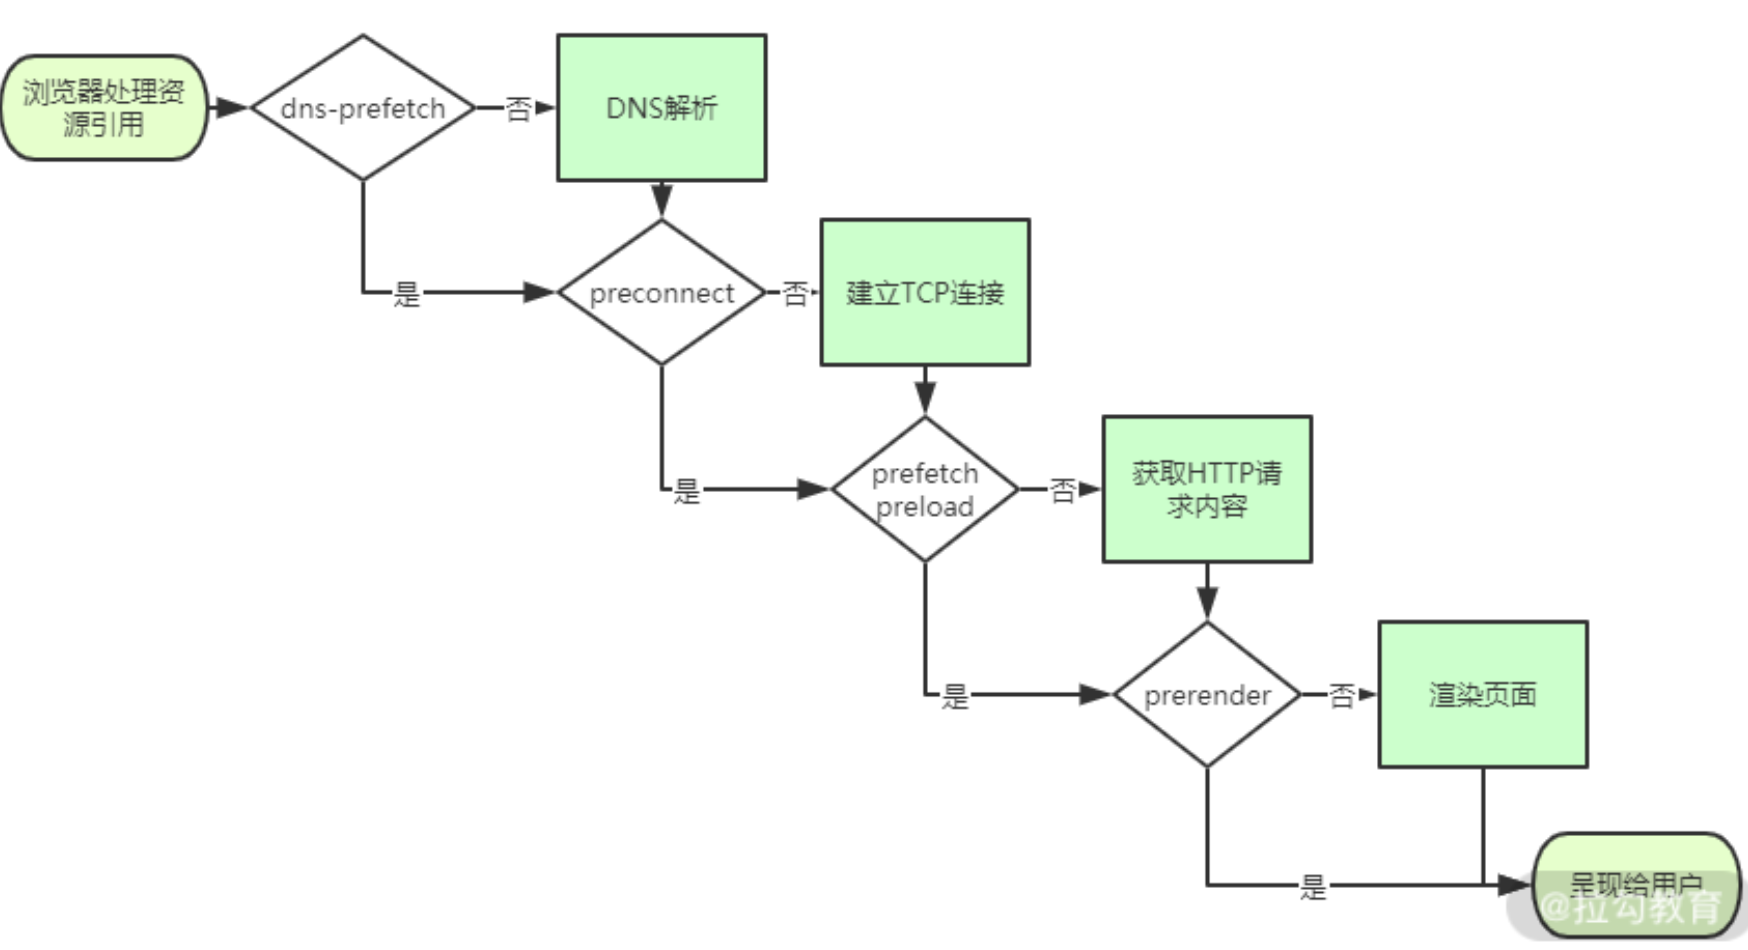 浏览器处理资
源引用
dns-prefetch
否
DNS解析
是
preconnect
否
建立TCP连接
是
prefetch
preload
否
获取HTTP请
求内容
是
prerender
否
渲染页面
是
呈现给用户
@拉勾教育